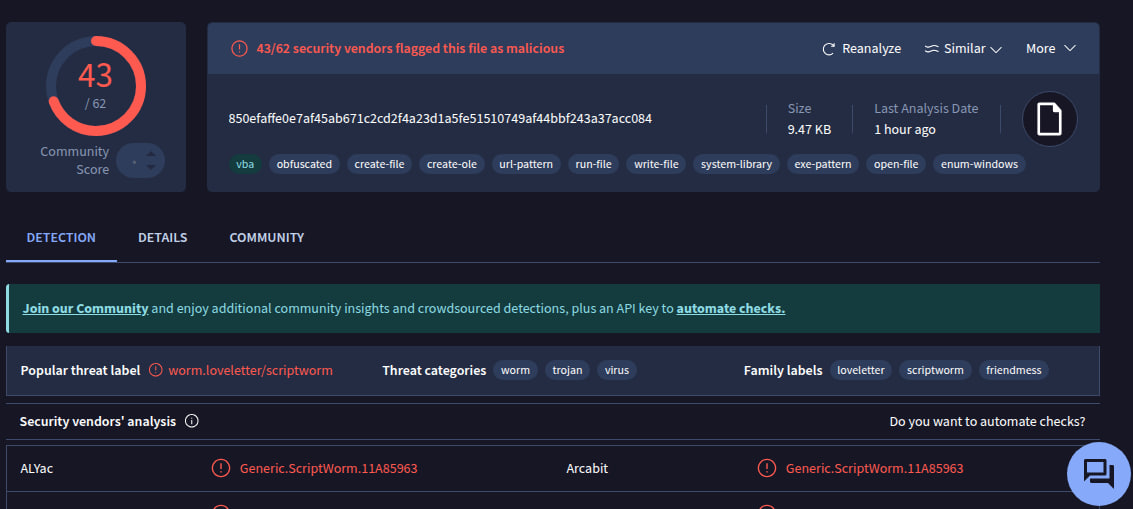 43
/ 62
Community
Score
43/62 security vendors flagged this file as malicious
Reanalyze
Similar
More
850efaffe0e7af45ab671c2cd2f4a23d1a5fe51510749af44bbf243a37acc084
Size
9.47 KB
Last Analysis Date
1 hour ago
vba
obfuscated
create-file
create-ole
url-pattern
run-file
write-file
system-library
exe-pattern
open-file
enum-windows
DETECTION
DETAILS
COMMUNITY
Join our Community and enjoy additional community insights and crowdsourced detections, plus an API key to automate checks.
Popular threat label
worm.loveletter/scriptworm
Threat categories
worm
trojan
virus
Family labels
loveletter
scriptworm
friendmess
Security vendors' analysis
Do you want to automate checks?
ALYac
Generic.ScriptWorm.11A85963
Arcabit
Generic.ScriptWorm.11A85963